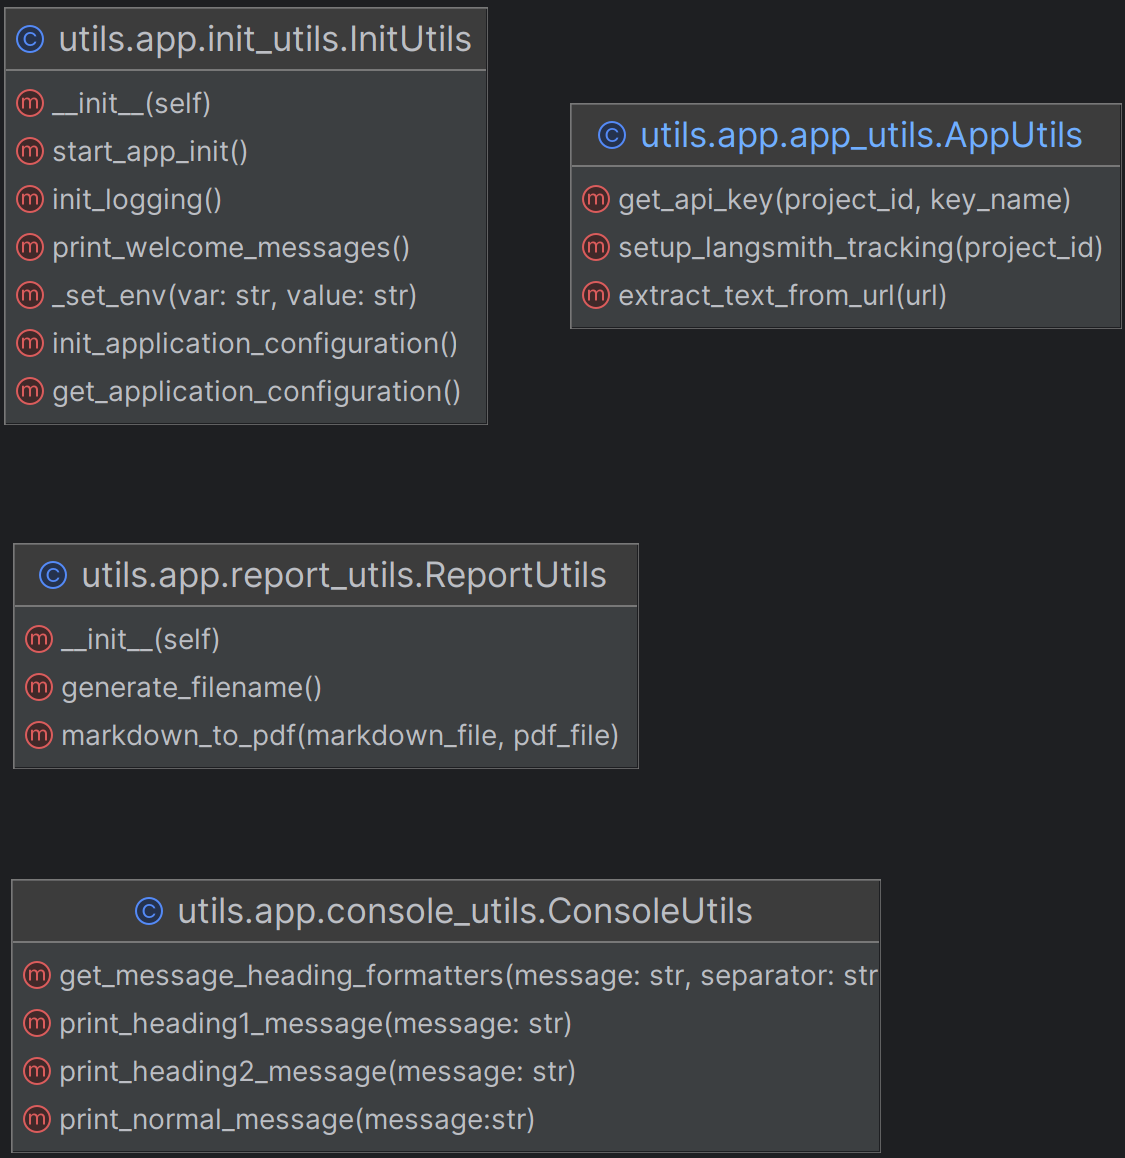 utils.app.init_utils.InitUtils
__init__(self)
start_app_init()
init_logging()
print_welcome_messages()
_set_env(var: str, value: str)
init_application_configuration()
get_application_configuration()
utils.app.app_utils.AppUtils
get_api_key(project_id, key_name)
setup_langsmith_tracking(project_id)
extract_text_from_url(url)
utils.app.report_utils.ReportUtils
__init__(self)
generate_filename()
markdown_to_pdf(markdown_file, pdf_file)
utils.app.console_utils.ConsoleUtils
get_message_heading_formatters(message: str, separator: str
print_heading1_message(message: str)
print_heading2_message(message: str)
print_normal_message(message:str)